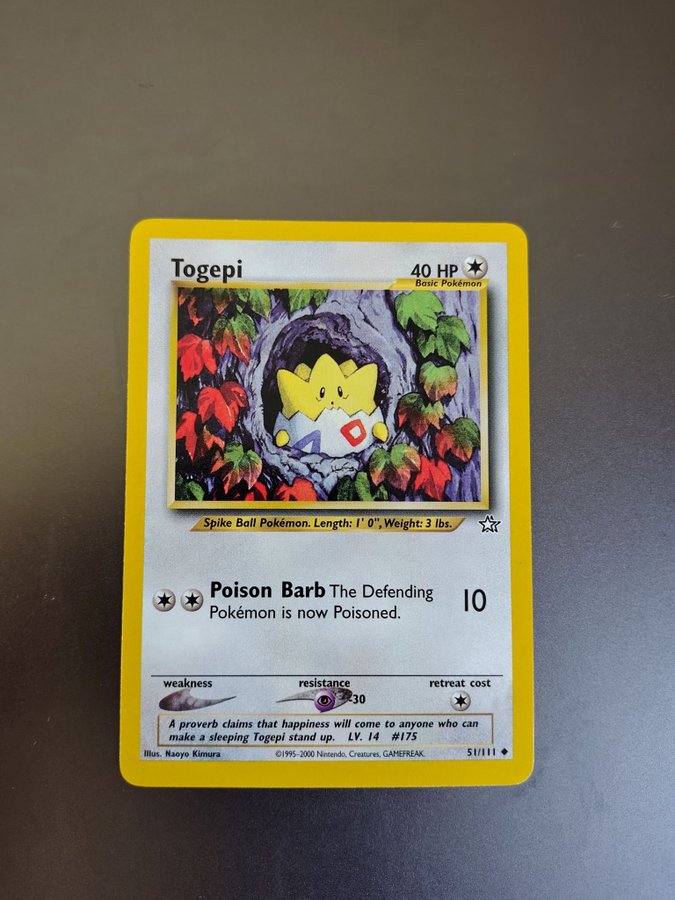 Togepi
40 HP
Basic Pokémon
Spike Ball Pokémon. Length: 1' 0", Weight: 3 lbs.
Poison Barb The Defending
Pokémon is now Poisoned.
10
weakness
resistance
retreat cost
-30
A proverb claims that happiness will come to anyone who can
make a sleeping Togepi stand up. LV. 14 #175
Illus. Naoyo Kimura
©1995-2000 Nintendo, Creatures, GAMEFREAK.
51/111